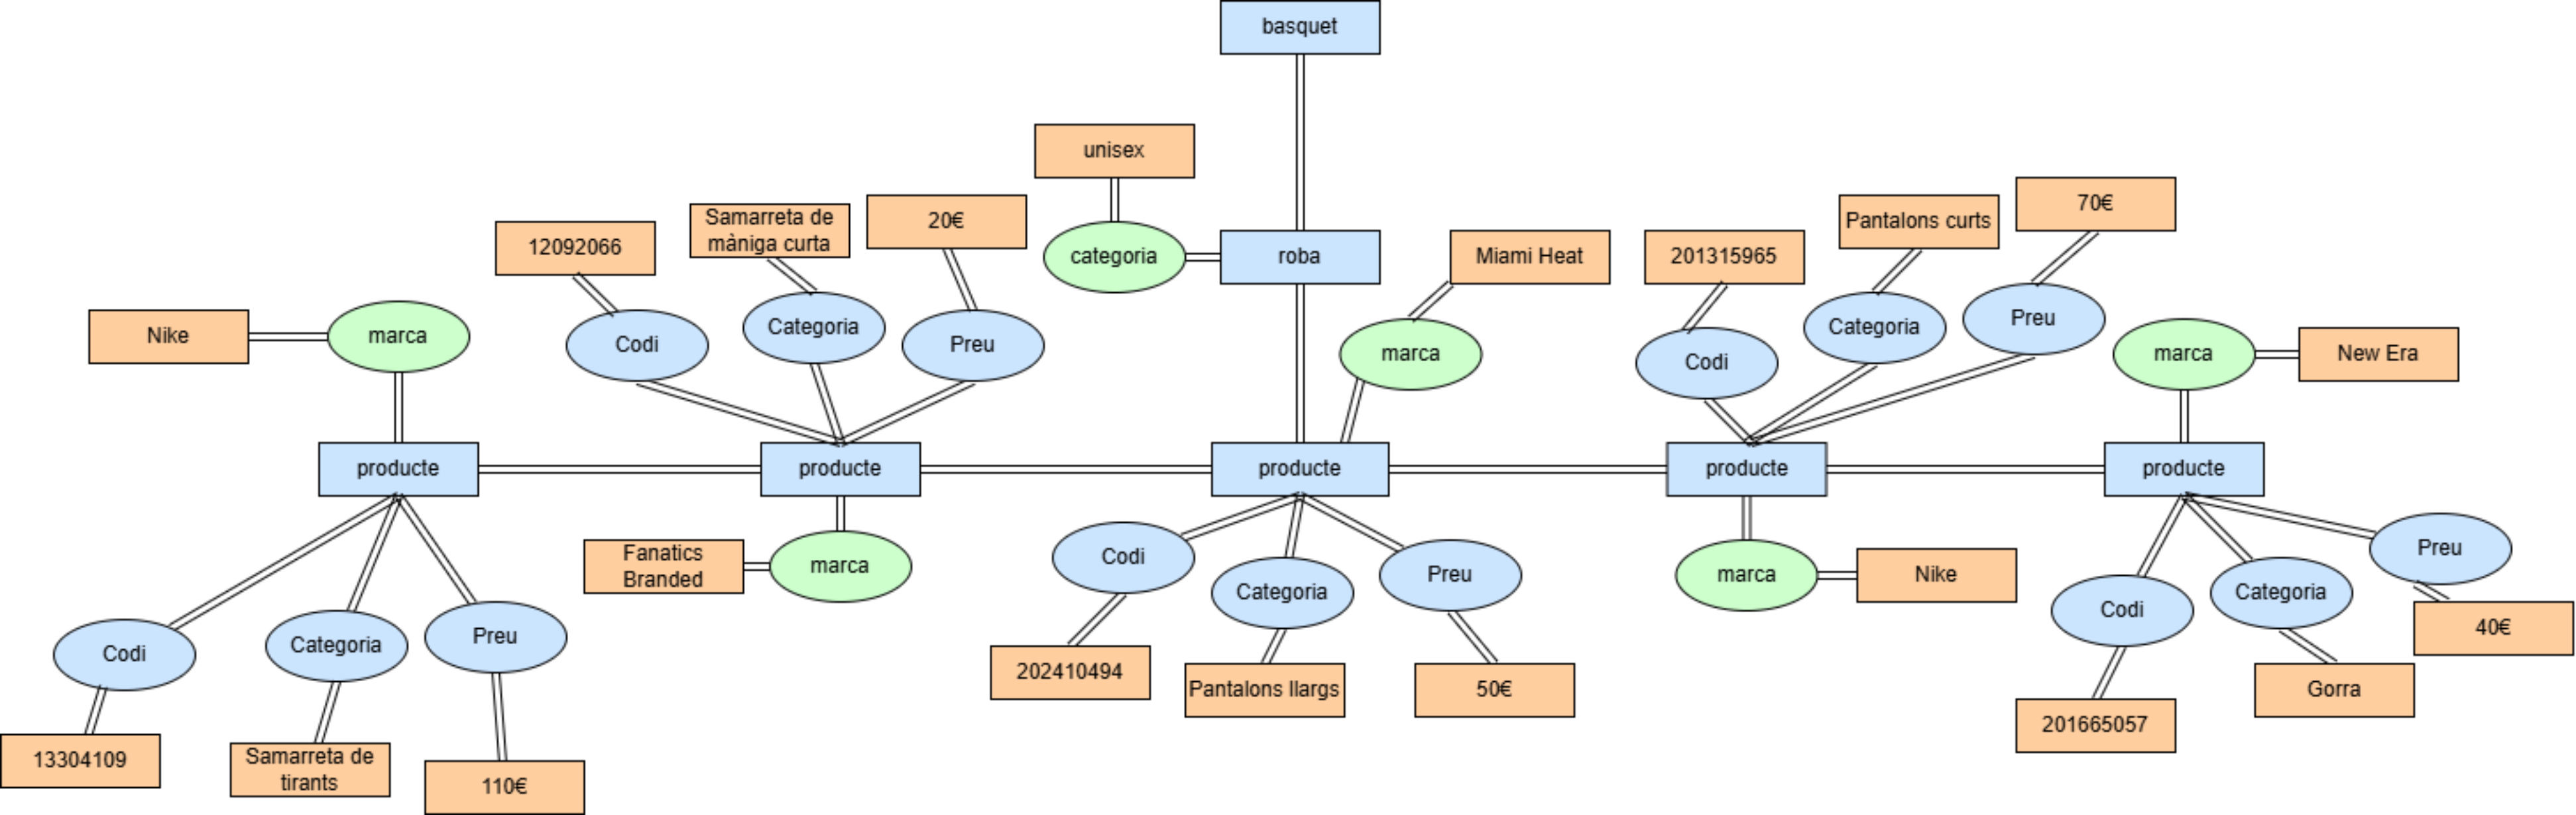 basquet
unisex
categoria
roba
Nike
marca
12092066
Samarreta de
màniga curta
20€
Codi
Categoria
Preu
Miami Heat
marca
201315965
Pantalons curts
70€
Codi
Categoria
Preu
marca
New Era
producte
producte
producte
producte
producte
Codi
Categoria
Preu
13304109
Samarreta de
tirants
110€
Fanatics
Branded
marca
Codi
Categoria
Preu
202410494
Pantalons llargs
50€
marca
Nike
Codi
Categoria
Preu
201665057
Gorra
40€